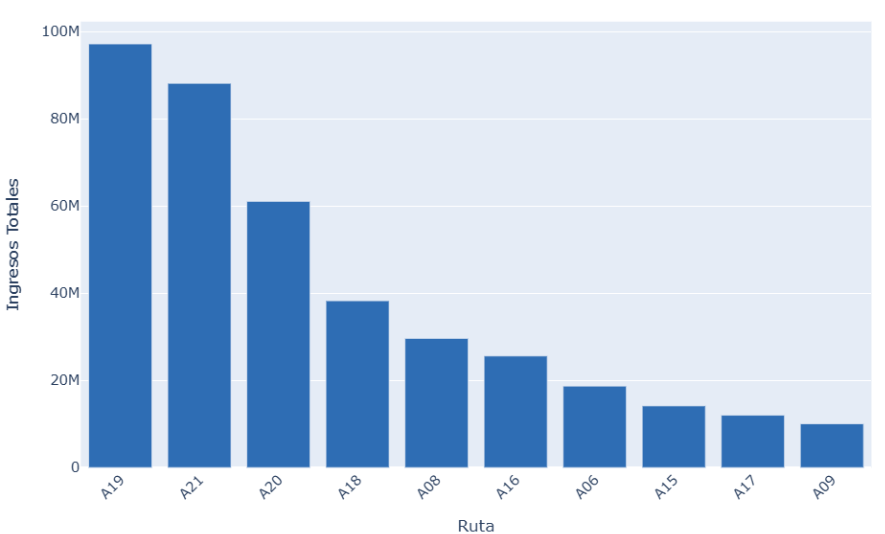 100M
80M
60M
40M
20M
0
Ingresos Totales
A19
A21
A20
A18
A08
A16
A06
A15
A17
A09
Ruta